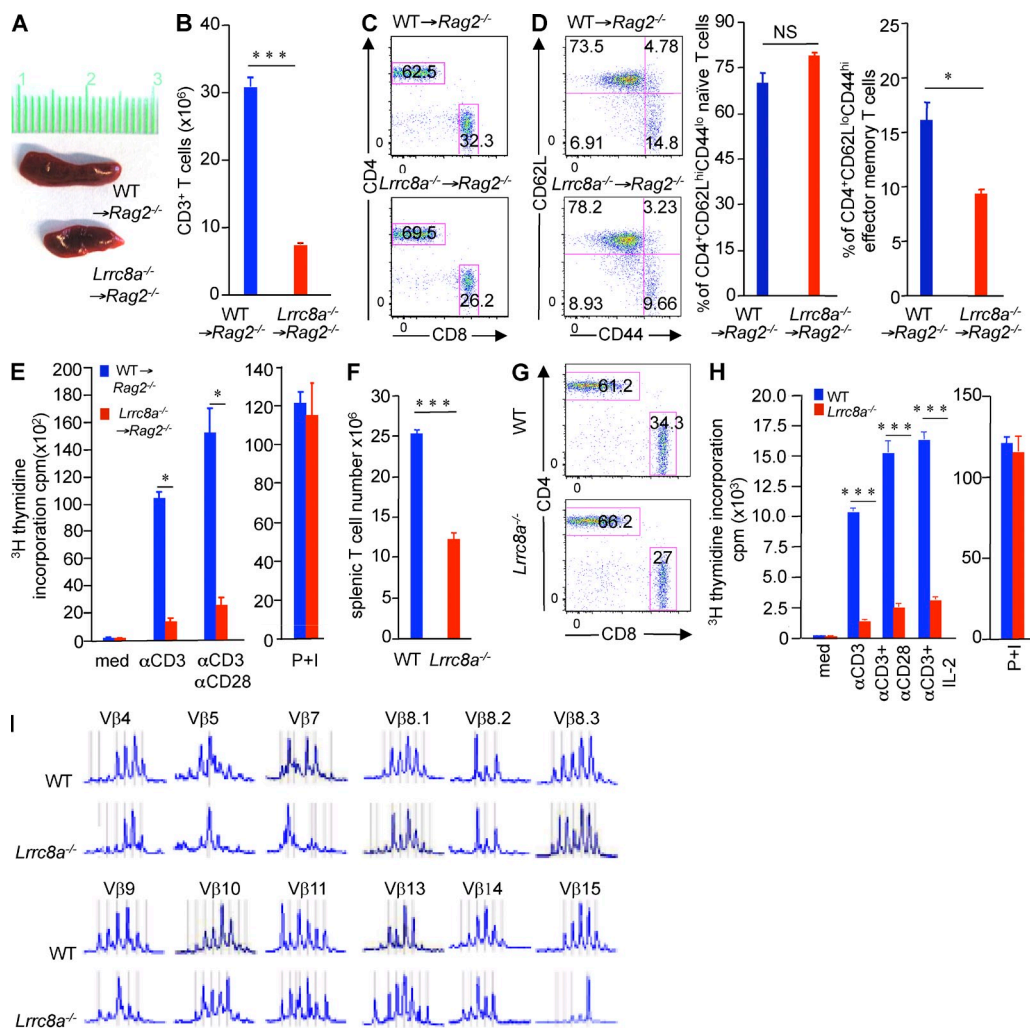 A
1 2 3
WT
→Rag2-/-
Lrrc8a-/-
→Rag2-/-
B
***
CD3+ T cells (x106)
40
30
20
10
0
WT
→Rag2-/-
Lrrc8a-/-
→Rag2-/-
C
WT→Rag2-/-
62.5
32.3
0
0
CD4
Lrrc8a-/-→Rag2-/-
69.5
26.2
0
0
CD8
D
WT→Rag2-/-
73.5 4.78
6.91 14.8
0
CD62L
Lrrc8a-/-→Rag2-/-
78.2 3.23
8.93 9.66
0
0
CD44
% of CD4+CD62LhiCD44lo naïve T cells
NS
90
75
60
45
30
15
0
WT
→Rag2-/-
Lrrc8a-/-
→Rag2-/-
% of CD4+CD62LloCD44hi
effector memory T cells
*
25
20
15
10
5
0
WT
→Rag2-/-
Lrrc8a-/-
→Rag2-/-
E
WT→
Rag2-/-
Lrrc8a-/-
→Rag2-/-
3H thymidine
incorporation cpm(x102)
200
180
160
140
120
100
80
60
40
20
0
*
*
med αCD3 αCD3
αCD28
140
120
100
80
60
40
20
0
P+I
F
***
splenic T cell number x106
30
25
20
15
10
5
0
WT Lrrc8a-/-
G
WT
61.2
34.3
0
CD4
Lrrc8a-/-
66.2
27
0
0
CD8
H
WT
Lrrc8a-/-
3H thymidine incorporation
cpm (x103)
20.0
17.5
15.0
12.5
10.0
7.5
5.0
2.5
0
***
***
***
med
αCD3
αCD3+
αCD28
αCD3+
IL-2
150
100
50
0
P+I
I
Vβ4 Vβ5 Vβ7 Vβ8.1 Vβ8.2 Vβ8.3
WT
Lrrc8a-/-
Vβ9 Vβ10 Vβ11 Vβ13 Vβ14 Vβ15
WT
Lrrc8a-/-